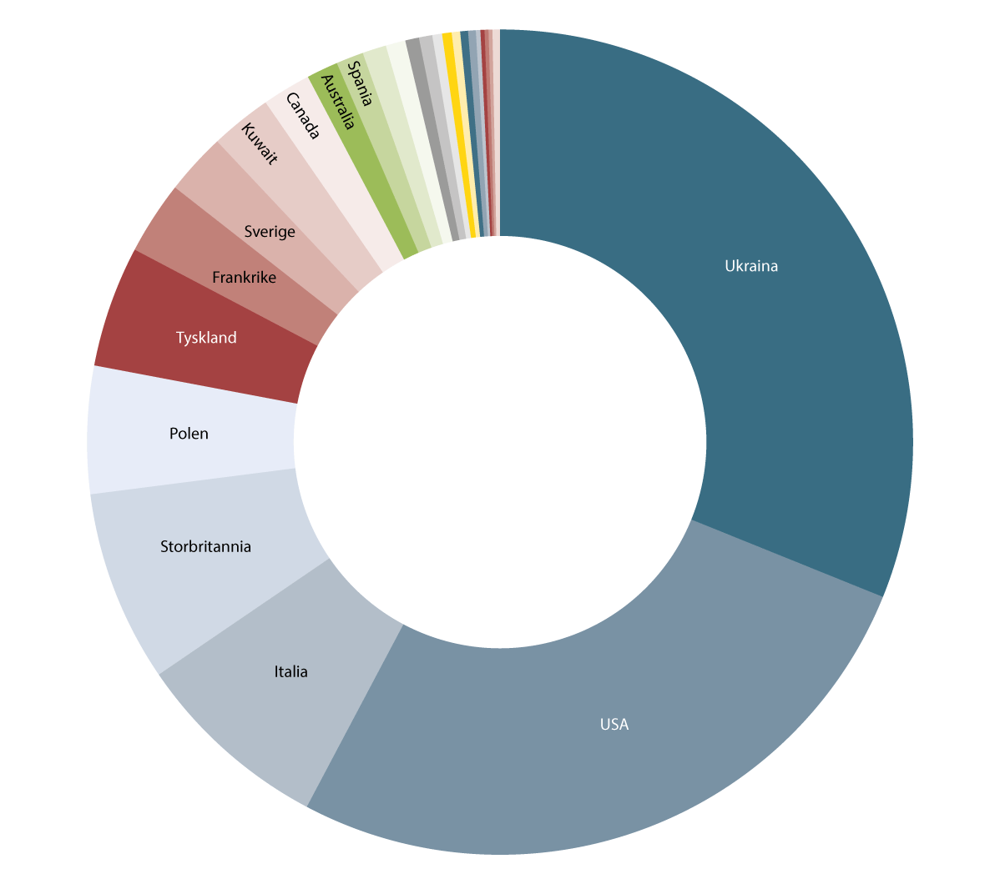 Ukraina
USA
Italia
Storbritannia
Polen
Tyskland
Frankrike
Sverige
Kuwait
Canada
Australia
Spania